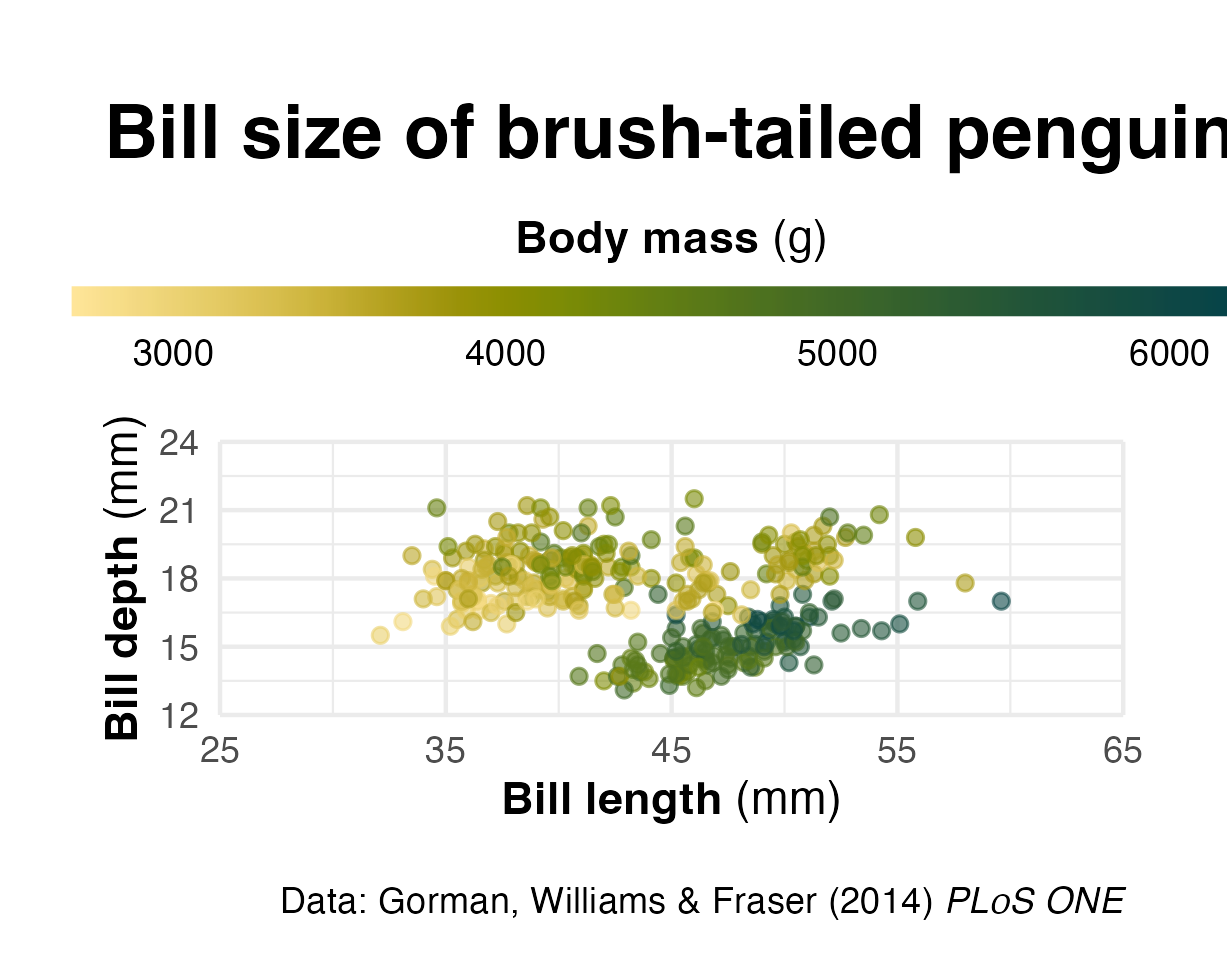 Bill size of brush-tailed penguin
Body mass (g)
3000 4000 5000 6000
Bill depth (mm)
24
21
18
15
12
25 35 45 55 65
Bill length (mm)
Data: Gorman, Williams & Fraser (2014) PLoS ONE